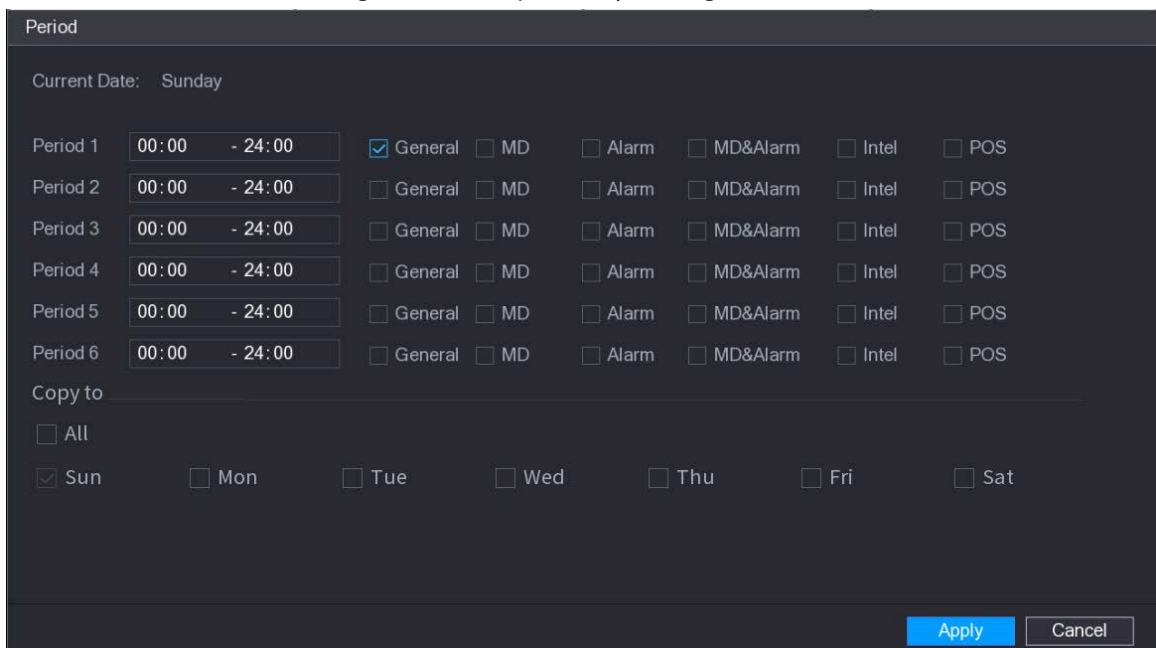 Period
Current Date: Sunday
Period 1 00:00 - 24:00 General MD Alarm MD&Alarm Intel POS
Period 2 00:00 - 24:00 General MD Alarm MD&Alarm Intel POS
Period 3 00:00 - 24:00 General MD Alarm MD&Alarm Intel POS
Period 4 00:00 - 24:00 General MD Alarm MD&Alarm Intel POS
Period 5 00:00 - 24:00 General MD Alarm MD&Alarm Intel POS
Period 6 00:00 - 24:00 General MD Alarm MD&Alarm Intel POS
Copy to
All
Sun Mon Tue Wed Thu Fri Sat
Apply Cancel